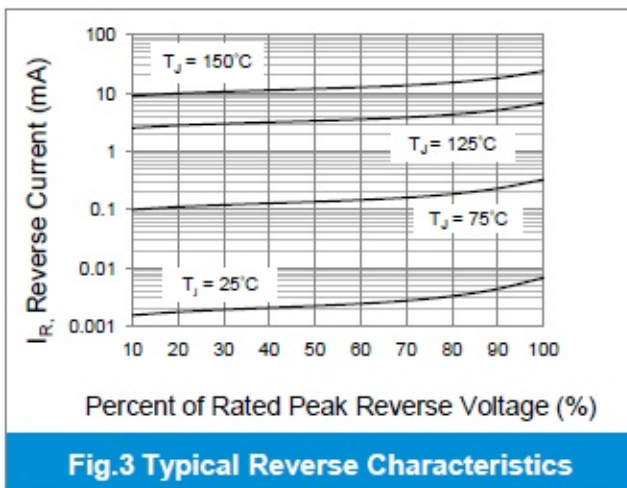 100
10
1
0.1
0.01
0.001
I_R, Reverse Current (mA)
T_J = 150°C
T_J = 125°C
T_J = 75°C
T_J = 25°C
10 20 30 40 50 60 70 80 90 100
Percent of Rated Peak Reverse Voltage (%)
Fig.3 Typical Reverse Characteristics